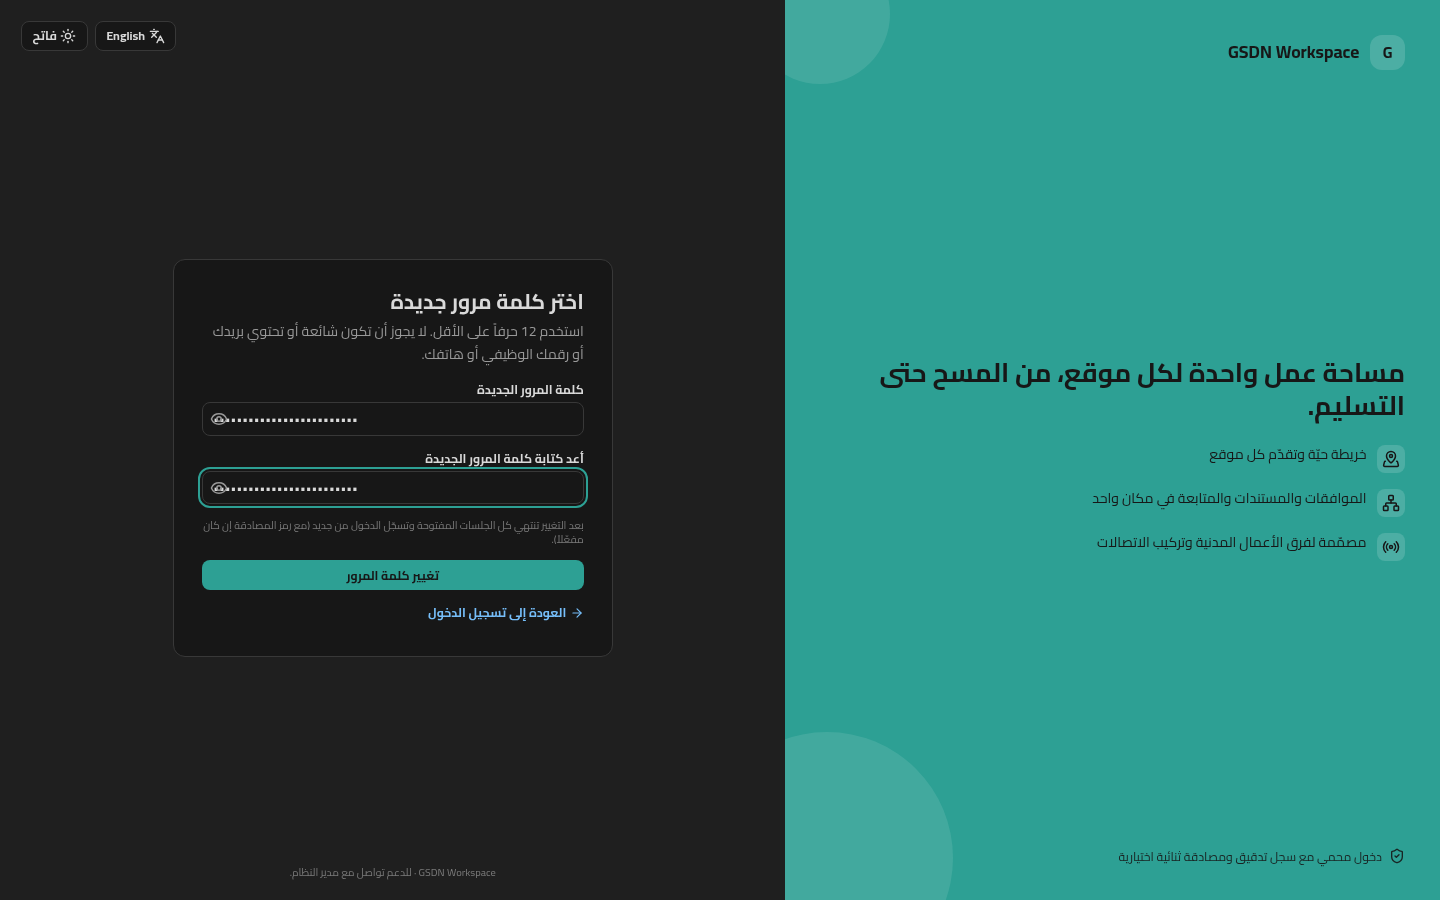 GSDN Workspace
G
مساحة عمل واحدة لكل موقع، من المسح حتى
التسليم.
خريطة حيّة وتقدّم كل موقع
الموافقات والمستندات والمتابعة في مكان واحد
مصمّمة لفرق الأعمال المدنية وتركيب الاتصالات
دخول محمي مع سجل تدقيق ومصادقة ثنائية اختيارية
English
فاتح
اختر كلمة مرور جديدة
استخدم 12 حرفاً على الأقل. لا يجوز أن تكون شائعة أو تحتوي بريدك
أو رقمك الوظيفي أو هاتفك.
كلمة المرور الجديدة
أعد كتابة كلمة المرور الجديدة
بعد التغيير تنتهي كل الجلسات المفتوحة وتسجّل الدخول من جديد (مع رمز المصادقة إن كان
مفعّلاً).
تغيير كلمة المرور
العودة إلى تسجيل الدخول
GSDN Workspace · للدعم تواصل مع مدير النظام.